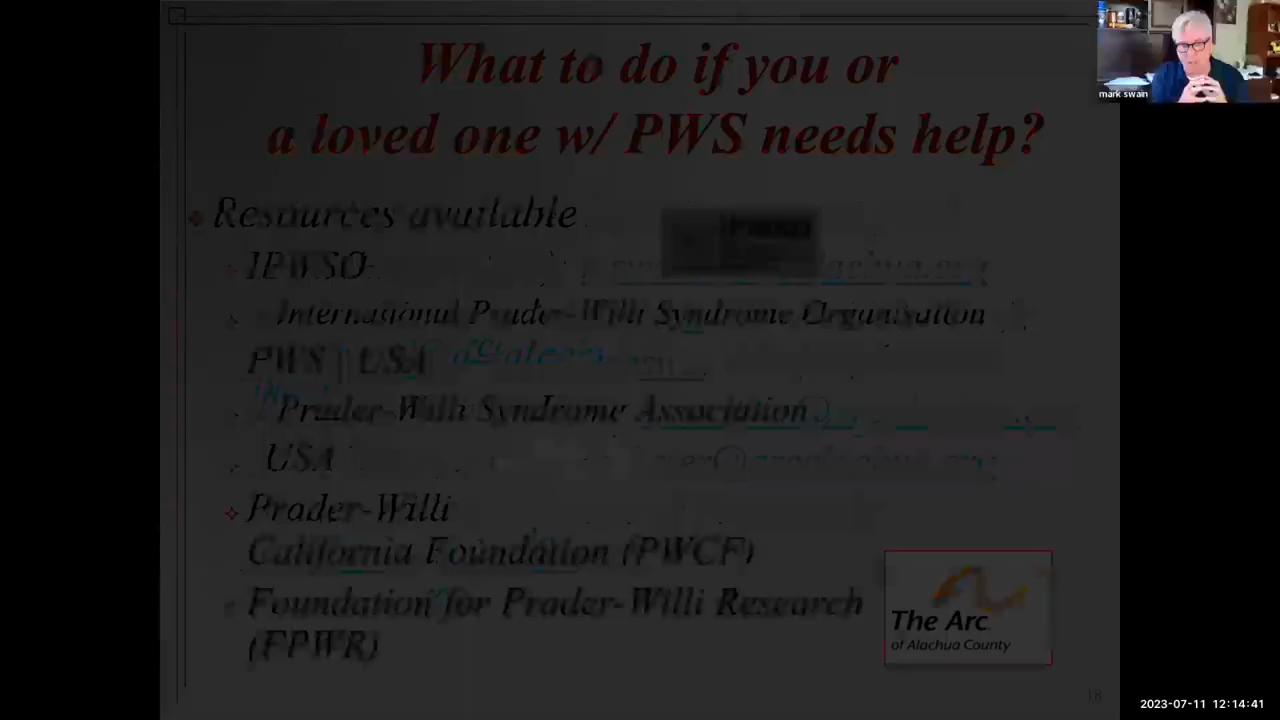 mark swain
What to do if you or
a loved one w/ PWS needs help?
Resources available
IPWSO
International Prader-Willi Syndrome Organisation
PWS | USA
Prader-Willi Syndrome Association
USA
Prader-Willi
California Foundation (PWCF)
Foundation for Prader-Willi Research
(FPWR)
The Arc
of Alachua County
18
2023-07-11 12:14:41